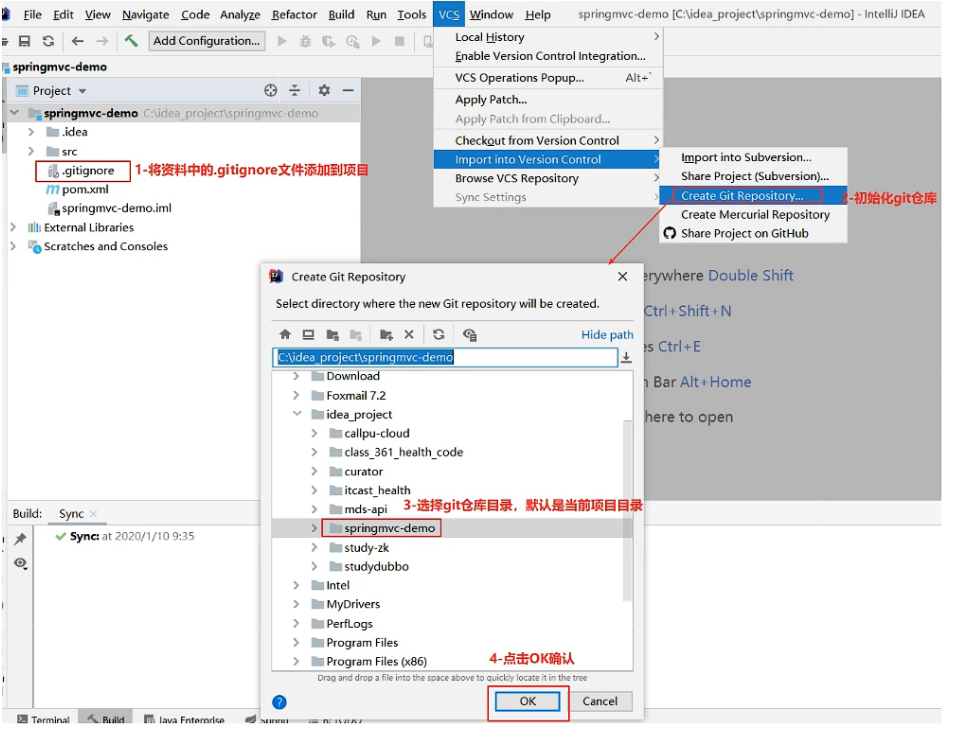 File Edit View Navigate Code Analyze Refactor Build Run Tools VCS Window Help springmvc-demo [C:\idea_project\springmvc-demo] - IntelliJ IDEA
Add Configuration...
Local History
Enable Version Control Integration...
VCS Operations Popup... Alt+`
Apply Patch...
Apply Patch from Clipboard...
Checkout from Version Control
Import into Version Control
Browse VCS Repository
Sync Settings
Import into Subversion...
Share Project (Subversion)...
Create Git Repository...
2-初始化git仓库
Create Mercurial Repository
Share Project on GitHub
springmvc-demo
Project
springmvc-demo C:\idea_project\springmvc-demo
.idea
src
.gitignore
1-将资料中的.gitignore文件添加到项目
pom.xml
springmvc-demo.iml
External Libraries
Scratches and Consoles
Double Shift
Ctrl+Shift+N
Ctrl+E
Bar Alt+Home
here to open
Create Git Repository
Select directory where the new Git repository will be created.
Hide path
C:\idea_project\springmvc-demo
Download
Foxmail 7.2
idea_project
callpu-cloud
class_361_health_code
curator
itcast_health
mds-api
3-选择git仓库目录，默认是当前项目目录
springmvc-demo
study-zk
studydubbo
Intel
MyDrivers
PerfLogs
Program Files
Program Files (x86)
4-点击OK确认
Drag and drop a file into the space above to quickly locate it in the tree
OK Cancel
Build: Sync
Sync: at 2020/1/10 9:35
Terminal Build Java Enterprise Spring